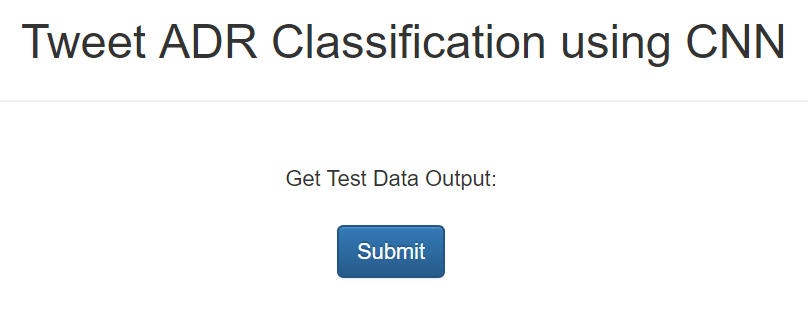 Tweet ADR Classification using CNN
Get Test Data Output:
Submit